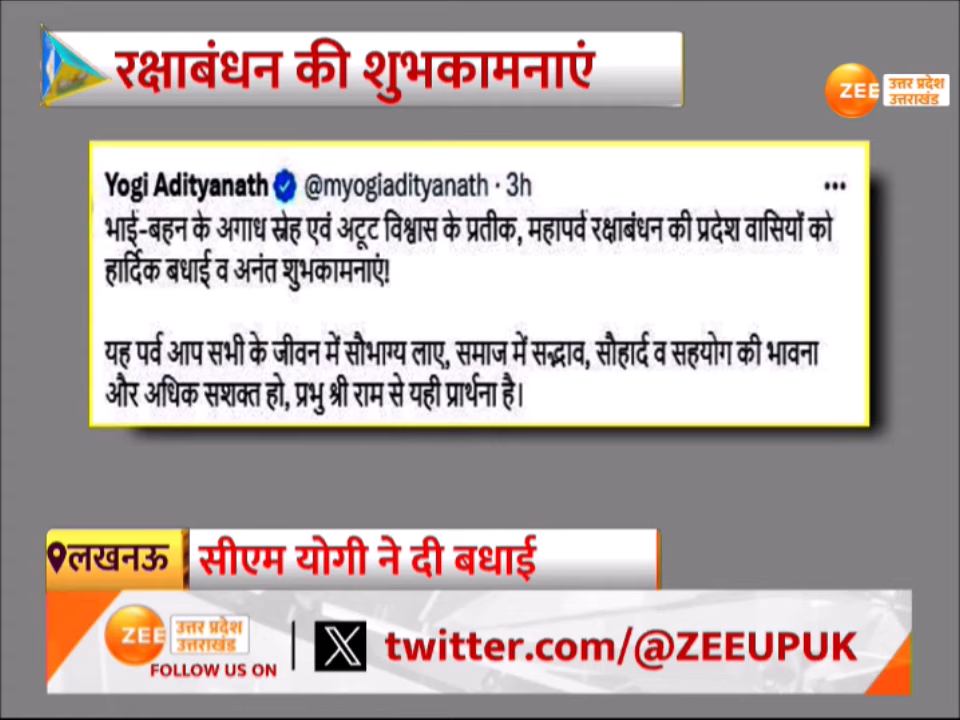 रक्षाबंधन की शुभकामनाएं
ZEE उत्तर प्रदेश
उत्तराखंड
Yogi Adityanath @myogiadityanath · 3h ...
भाई-बहन के अगाध स्नेह एवं अटूट विश्वास के प्रतीक, महापर्व रक्षाबंधन की प्रदेश वासियों को
हार्दिक बधाई व अनंत शुभकामनाएं!
यह पर्व आप सभी के जीवन में सौभाग्य लाए, समाज में सद्भाव, सौहार्द व सहयोग की भावना
और अधिक सशक्त हो, प्रभु श्री राम से यही प्रार्थना है।
लखनऊ सीएम योगी ने दी बधाई
ZEE उत्तर प्रदेश
उत्तराखंड
FOLLOW US ON
X twitter.com/@ZEEUPUK